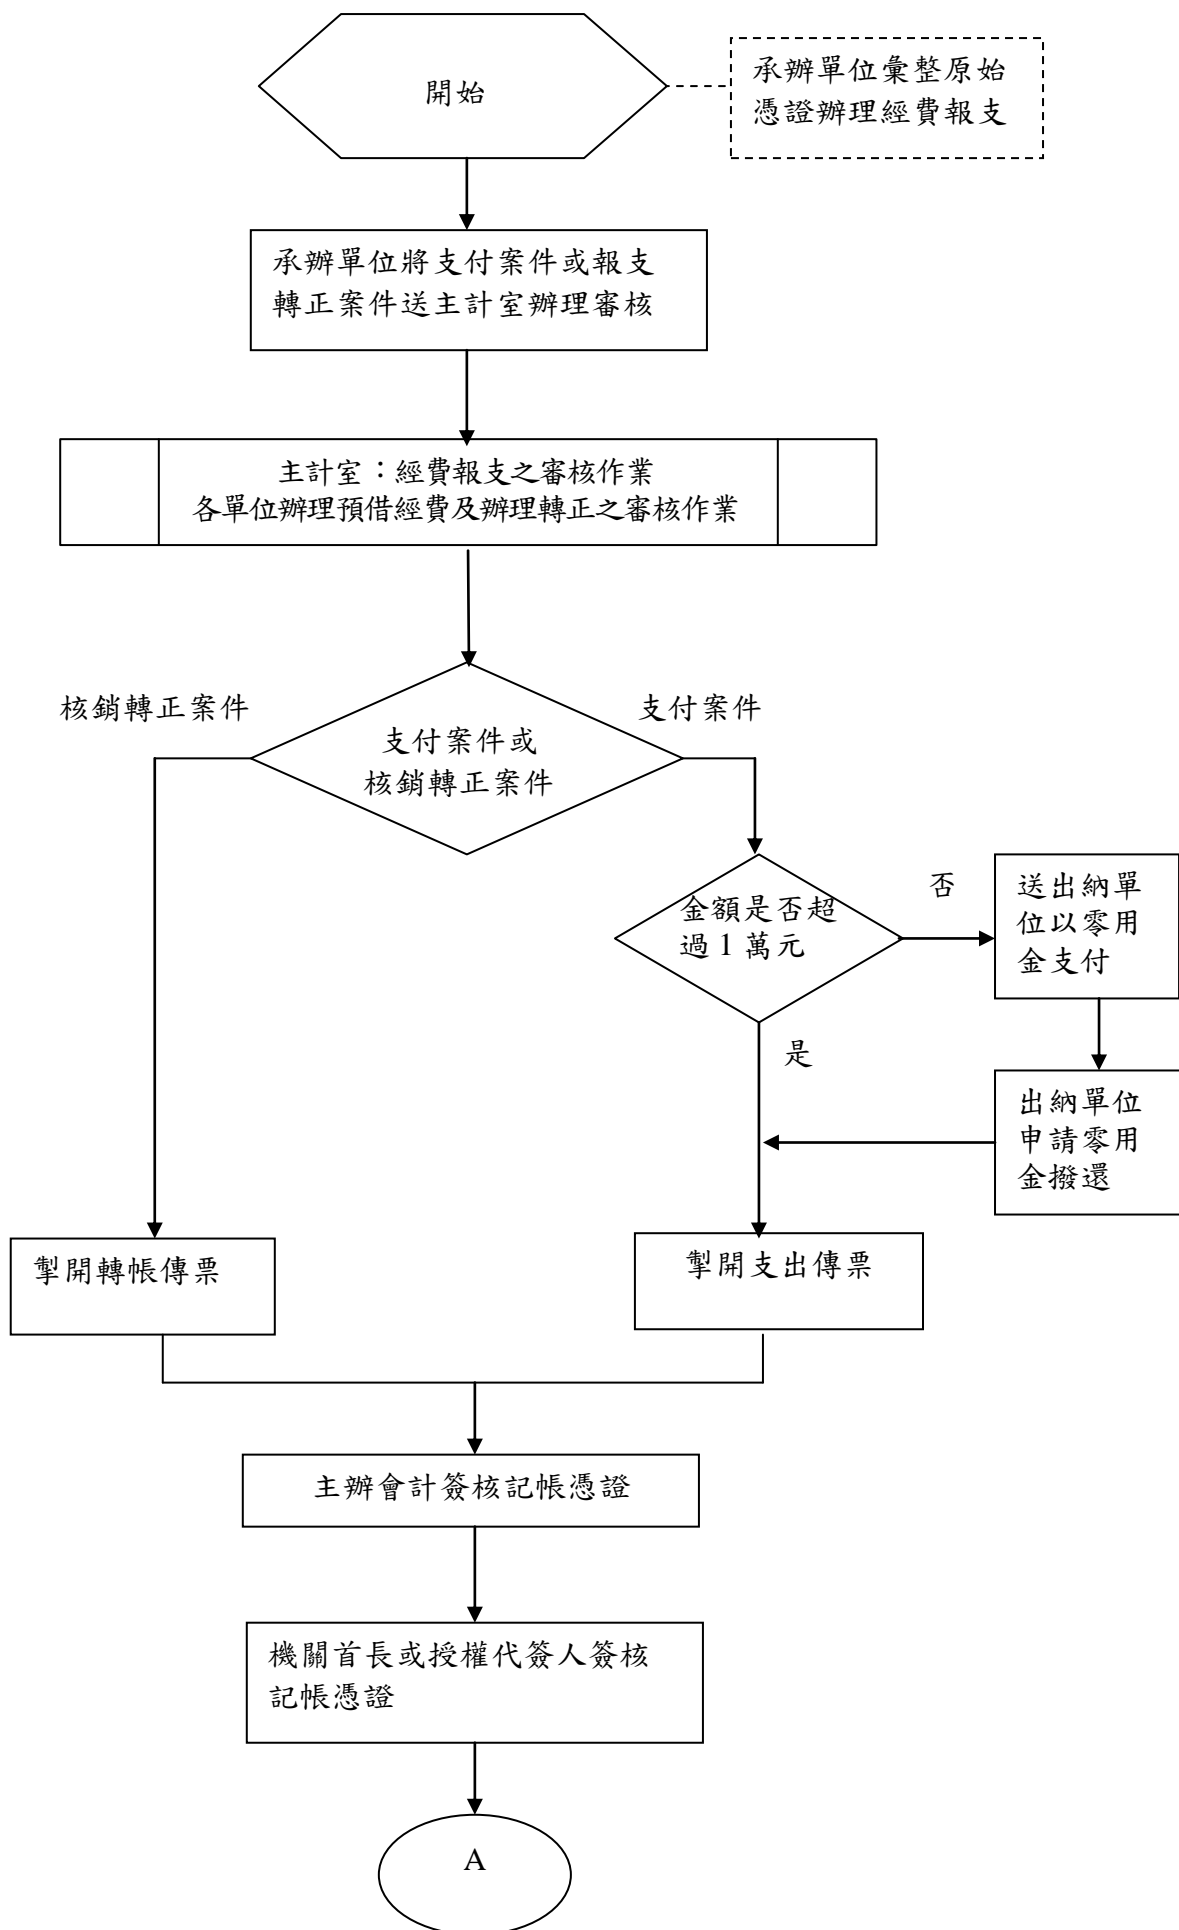 開始
承辦單位彙整原始
憑證辦理經費報支
承辦單位將支付案件或報支
轉正案件送主計室辦理審核
主計室：經費報支之審核作業
各單位辦理預借經費及辦理轉正之審核作業
核銷轉正案件
支付案件
支付案件或
核銷轉正案件
金額是否超
過1萬元
否
送出納單
位以零用
金支付
是
出納單位
申請零用
金撥還
掣開轉帳傳票
掣開支出傳票
主辦會計簽核記帳憑證
機關首長或授權代簽人簽核
記帳憑證
A